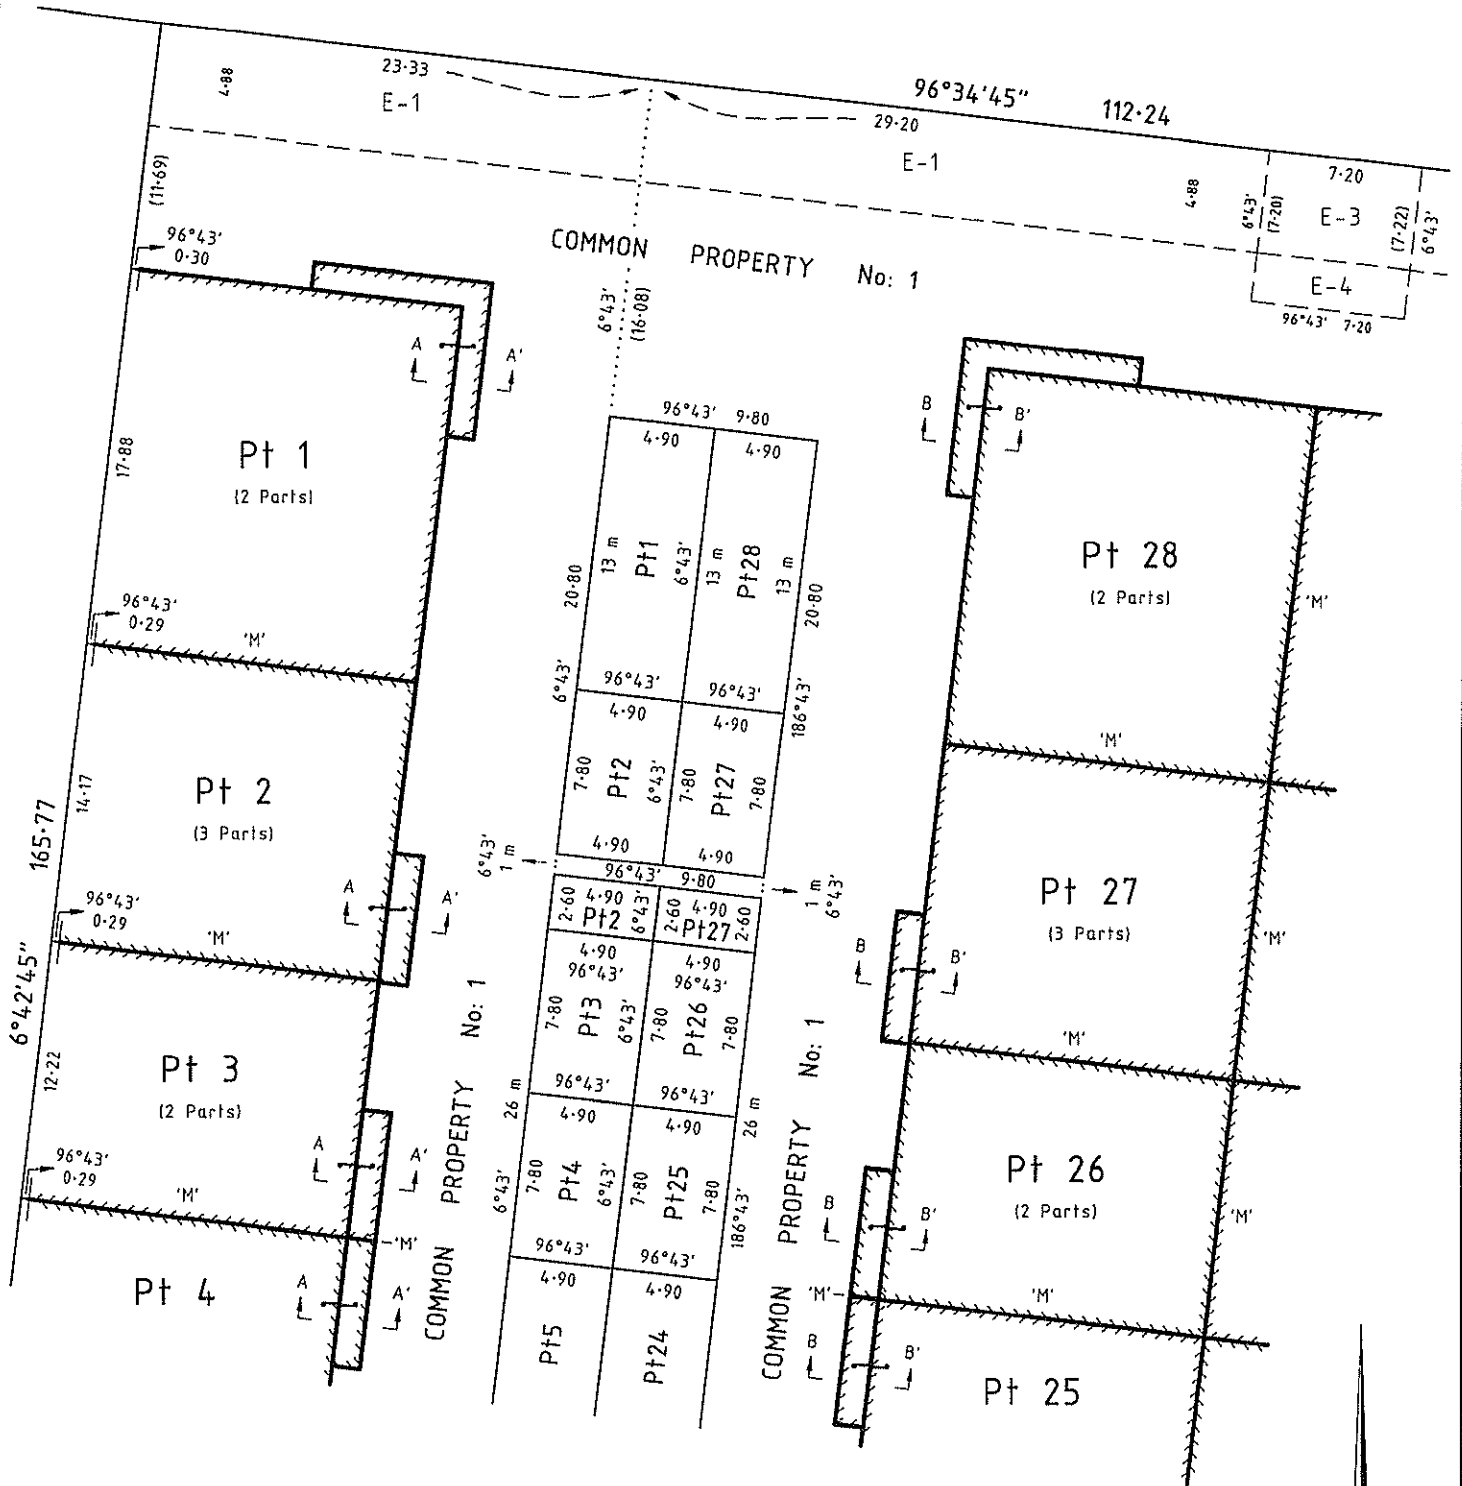 96°34'45" 112·24
23·33
4·88
E-1
29·20
E-1
4·88
7·20
6°43'
(7·20)
E-3
(7·22)
6°43'
E-4
96°43' 7·20
(11·69)
96°43'
0·30
COMMON PROPERTY No: 1
6°43'
(16·08)
A
A'
B
B'
Pt 1
(2 Parts)
17·88
96°43' 9·80
4·90
4·90
20·80
13 m
Pt1
6°43'
13 m
Pt28
13 m
20·80
Pt 28
(2 Parts)
'M'
96°43'
0·29
'M'
6°43'
96°43'
96°43'
186°43'
4·90
4·90
7·80
Pt2
6°43'
7·80
Pt27
7·80
4·90
4·90
'M'
Pt 2
(3 Parts)
14·17
165·77
6°42'45"
6°43'
1 m
96°43' 9·80
1 m
6°43'
2·60
4·90
Pt2
6°43'
2·60
4·90
Pt27
2·60
A
A'
B
B'
Pt 27
(3 Parts)
'M'
96°43'
0·29
'M'
4·90
96°43'
4·90
96°43'
7·80
Pt3
6°43'
7·80
Pt26
7·80
96°43'
96°43'
'M'
Pt 3
(2 Parts)
12·22
26 m
26 m
4·90
4·90
7·80
Pt4
6°43'
7·80
Pt25
7·80
6°43'
186°43'
96°43'
96°43'
COMMON PROPERTY No: 1
COMMON PROPERTY No: 1
A
A'
B
B'
Pt 26
(2 Parts)
'M'
96°43'
0·29
'M'
'M'
'M'
'M'
4·90
4·90
Pt5
Pt24
Pt 4
A
A'
B
B'
Pt 25